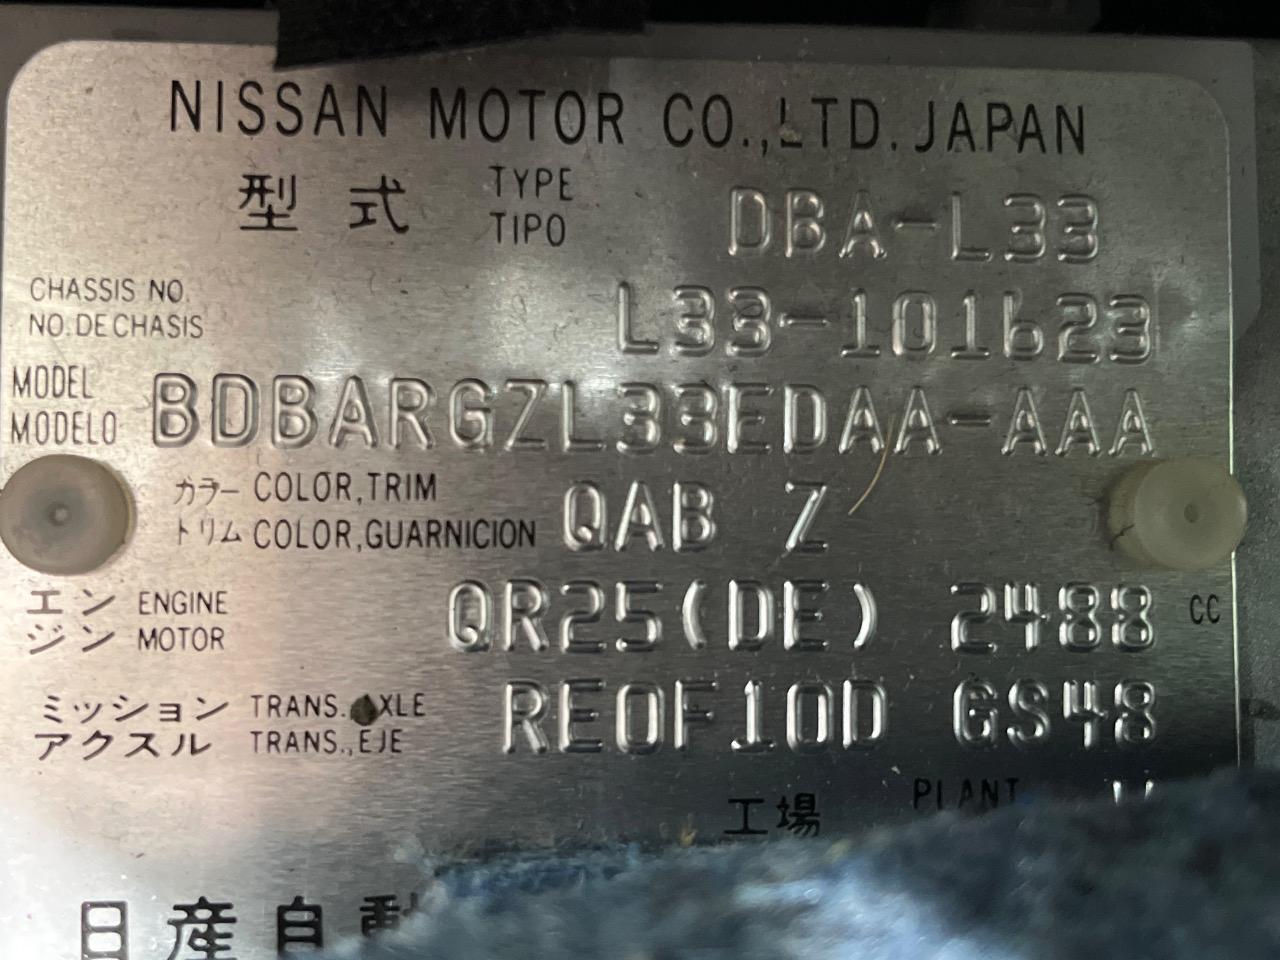 NISSAN MOTOR CO.,LTD. JAPAN
型式 TYPE TIPO DBA-L33
CHASSIS NO.
NO. DE CHASIS L33-101623
MODEL
MODELO BDBARGZL33EDAA-AAA
カラー COLOR,TRIM
トリム COLOR,GUARNICION QAB Z
エン ENGINE
ジン MOTOR QR25(DE) 2488 CC
ミッション TRANS. AXLE
アクスル TRANS.,EJE RE0F10D GS48
工場 PLANT
日産自動